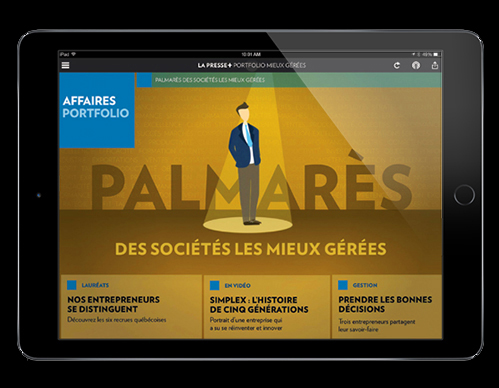 iPad
10:01 AM
48%
LA PRESSE+ PORTFOLIO MIEUX GÉRÉES
PALMARÈS DES SOCIÉTÉS LES MIEUX GÉRÉES
AFFAIRES
PORTFOLIO
PALMARÈS
DES SOCIÉTÉS LES MIEUX GÉRÉES
LAURÉATS
NOS ENTREPRENEURS
SE DISTINGUENT
Découvrez les six recrues québécoises
EN VIDÉO
SIMPLEX : L'HISTOIRE
DE CINQ GÉNÉRATIONS
Portrait d'une entreprise qui
a su se réinventer et innover
GESTION
PRENDRE LES BONNES
DÉCISIONS
Trois entrepreneurs partagent
leur savoir-faire